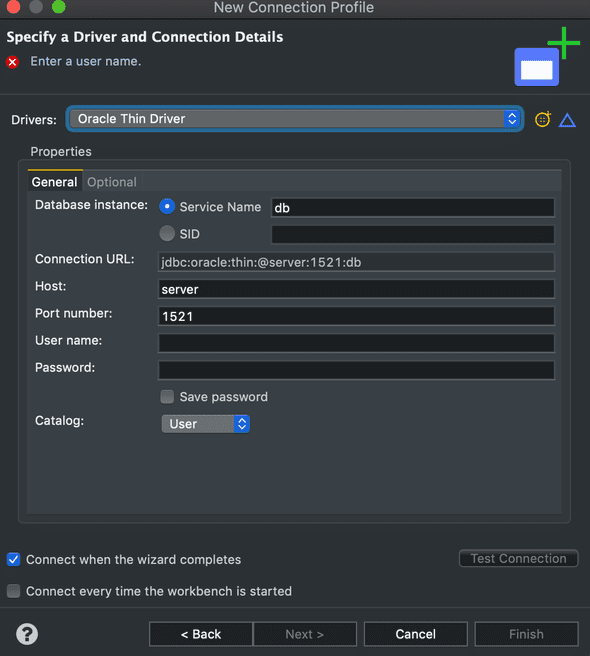 New Connection Profile
Specify a Driver and Connection Details
Enter a user name.
Drivers: Oracle Thin Driver
Properties
General Optional
Database instance: Service Name db
SID
Connection URL: jdbc:oracle:thin:@server:1521:db
Host: server
Port number: 1521
User name:
Password:
Save password
Catalog: User
Connect when the wizard completes Test Connection
Connect every time the workbench is started
? < Back Next > Cancel Finish